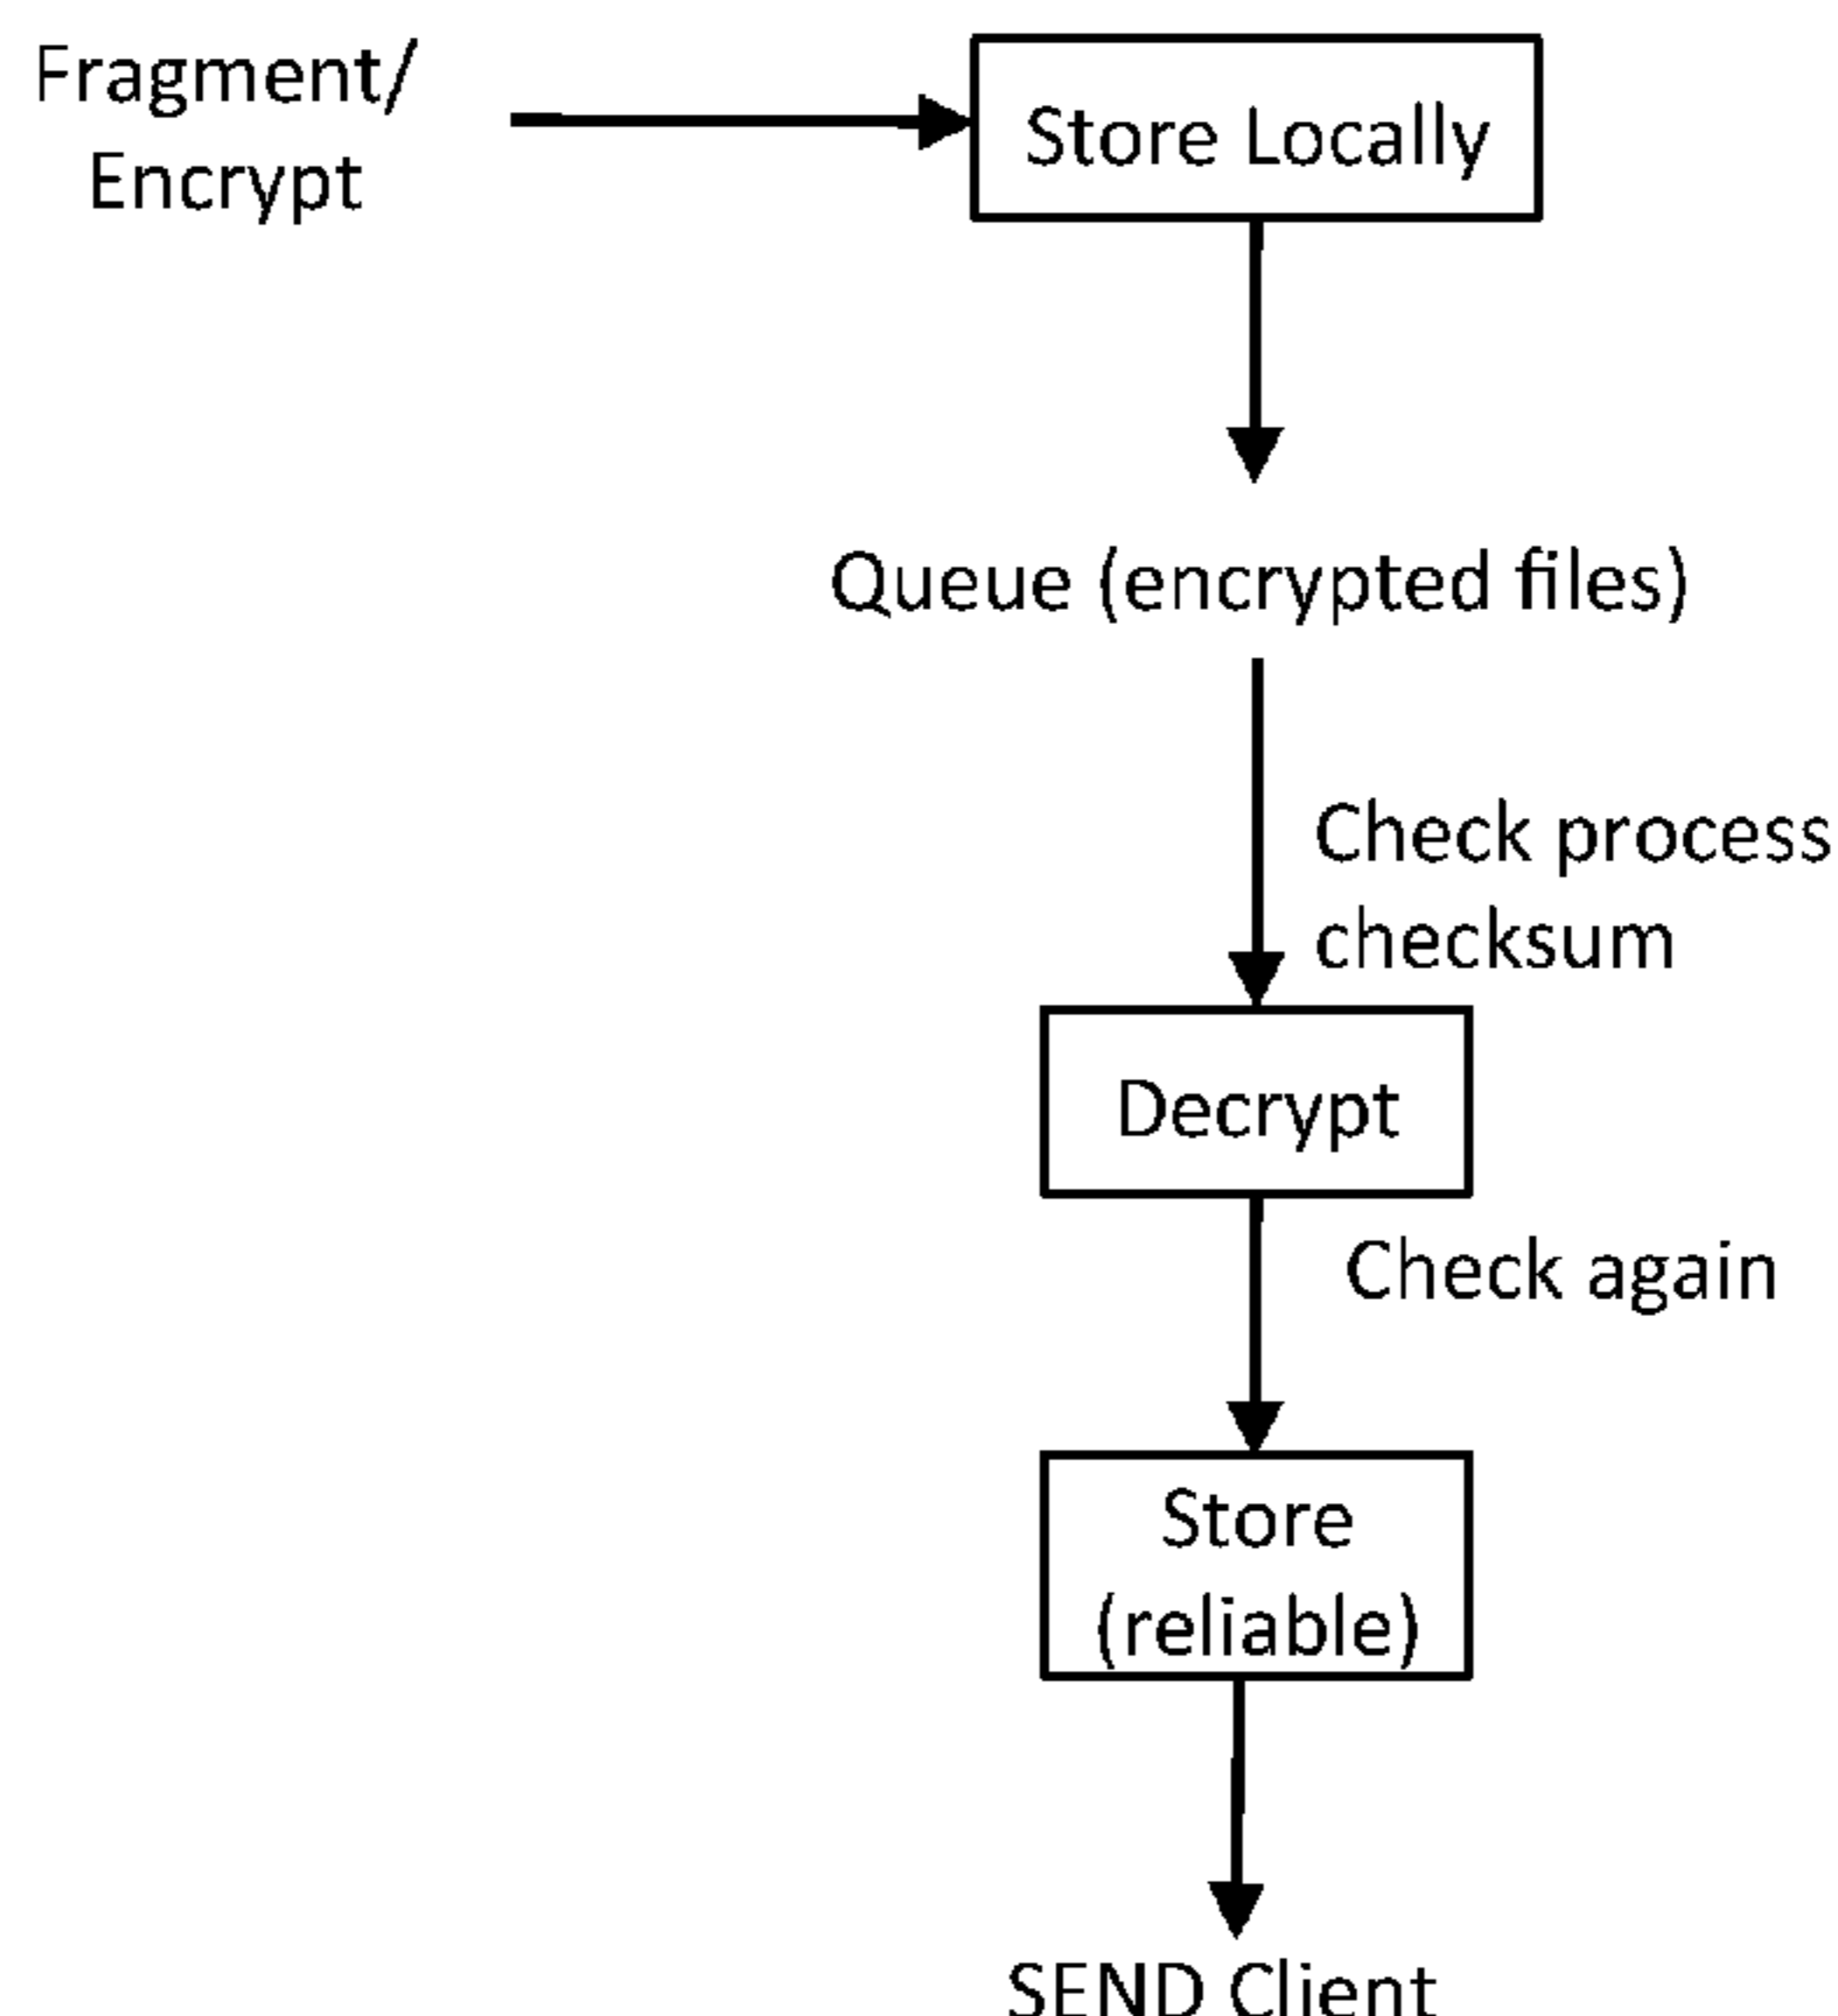 Fragment/
Encrypt
Store Locally
Queue (encrypted files)
Check process
checksum
Decrypt
Check again
Store
(reliable)
SEND Client